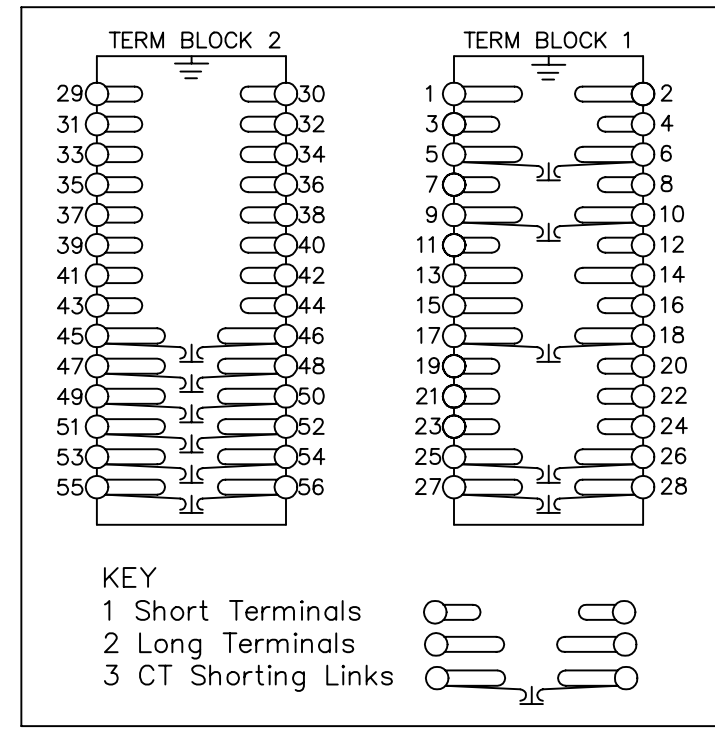 TERM BLOCK 2 TERM BLOCK 1
29 30 1 2
31 32 3 4
33 34 5 6
35 36 7 8
37 38 9 10
39 40 11 12
41 42 13 14
43 44 15 16
45 46 17 18
47 48 19 20
49 50 21 22
51 52 23 24
53 54 25 26
55 56 27 28
KEY
1 Short Terminals
2 Long Terminals
3 CT Shorting Links